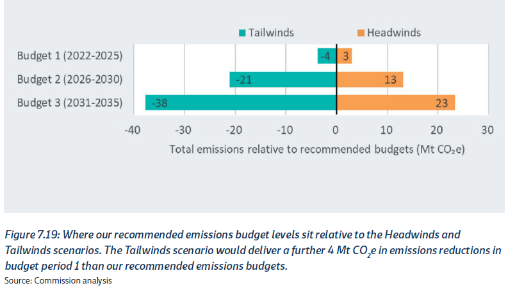 Tailwinds Headwinds
Budget 1 (2022-2025) -4 3
Budget 2 (2026-2030) -21 13
Budget 3 (2031-2035) -38 23
-40 -30 -20 -10 0 10 20 30
Total emissions relative to recommended budgets (Mt CO₂e)
Figure 7.19: Where our recommended emissions budget levels sit relative to the Headwinds and
Tailwinds scenarios. The Tailwinds scenario would deliver a further 4 Mt CO₂e in emissions reductions in
budget period 1 than our recommended emissions budgets.
Source: Commission analysis